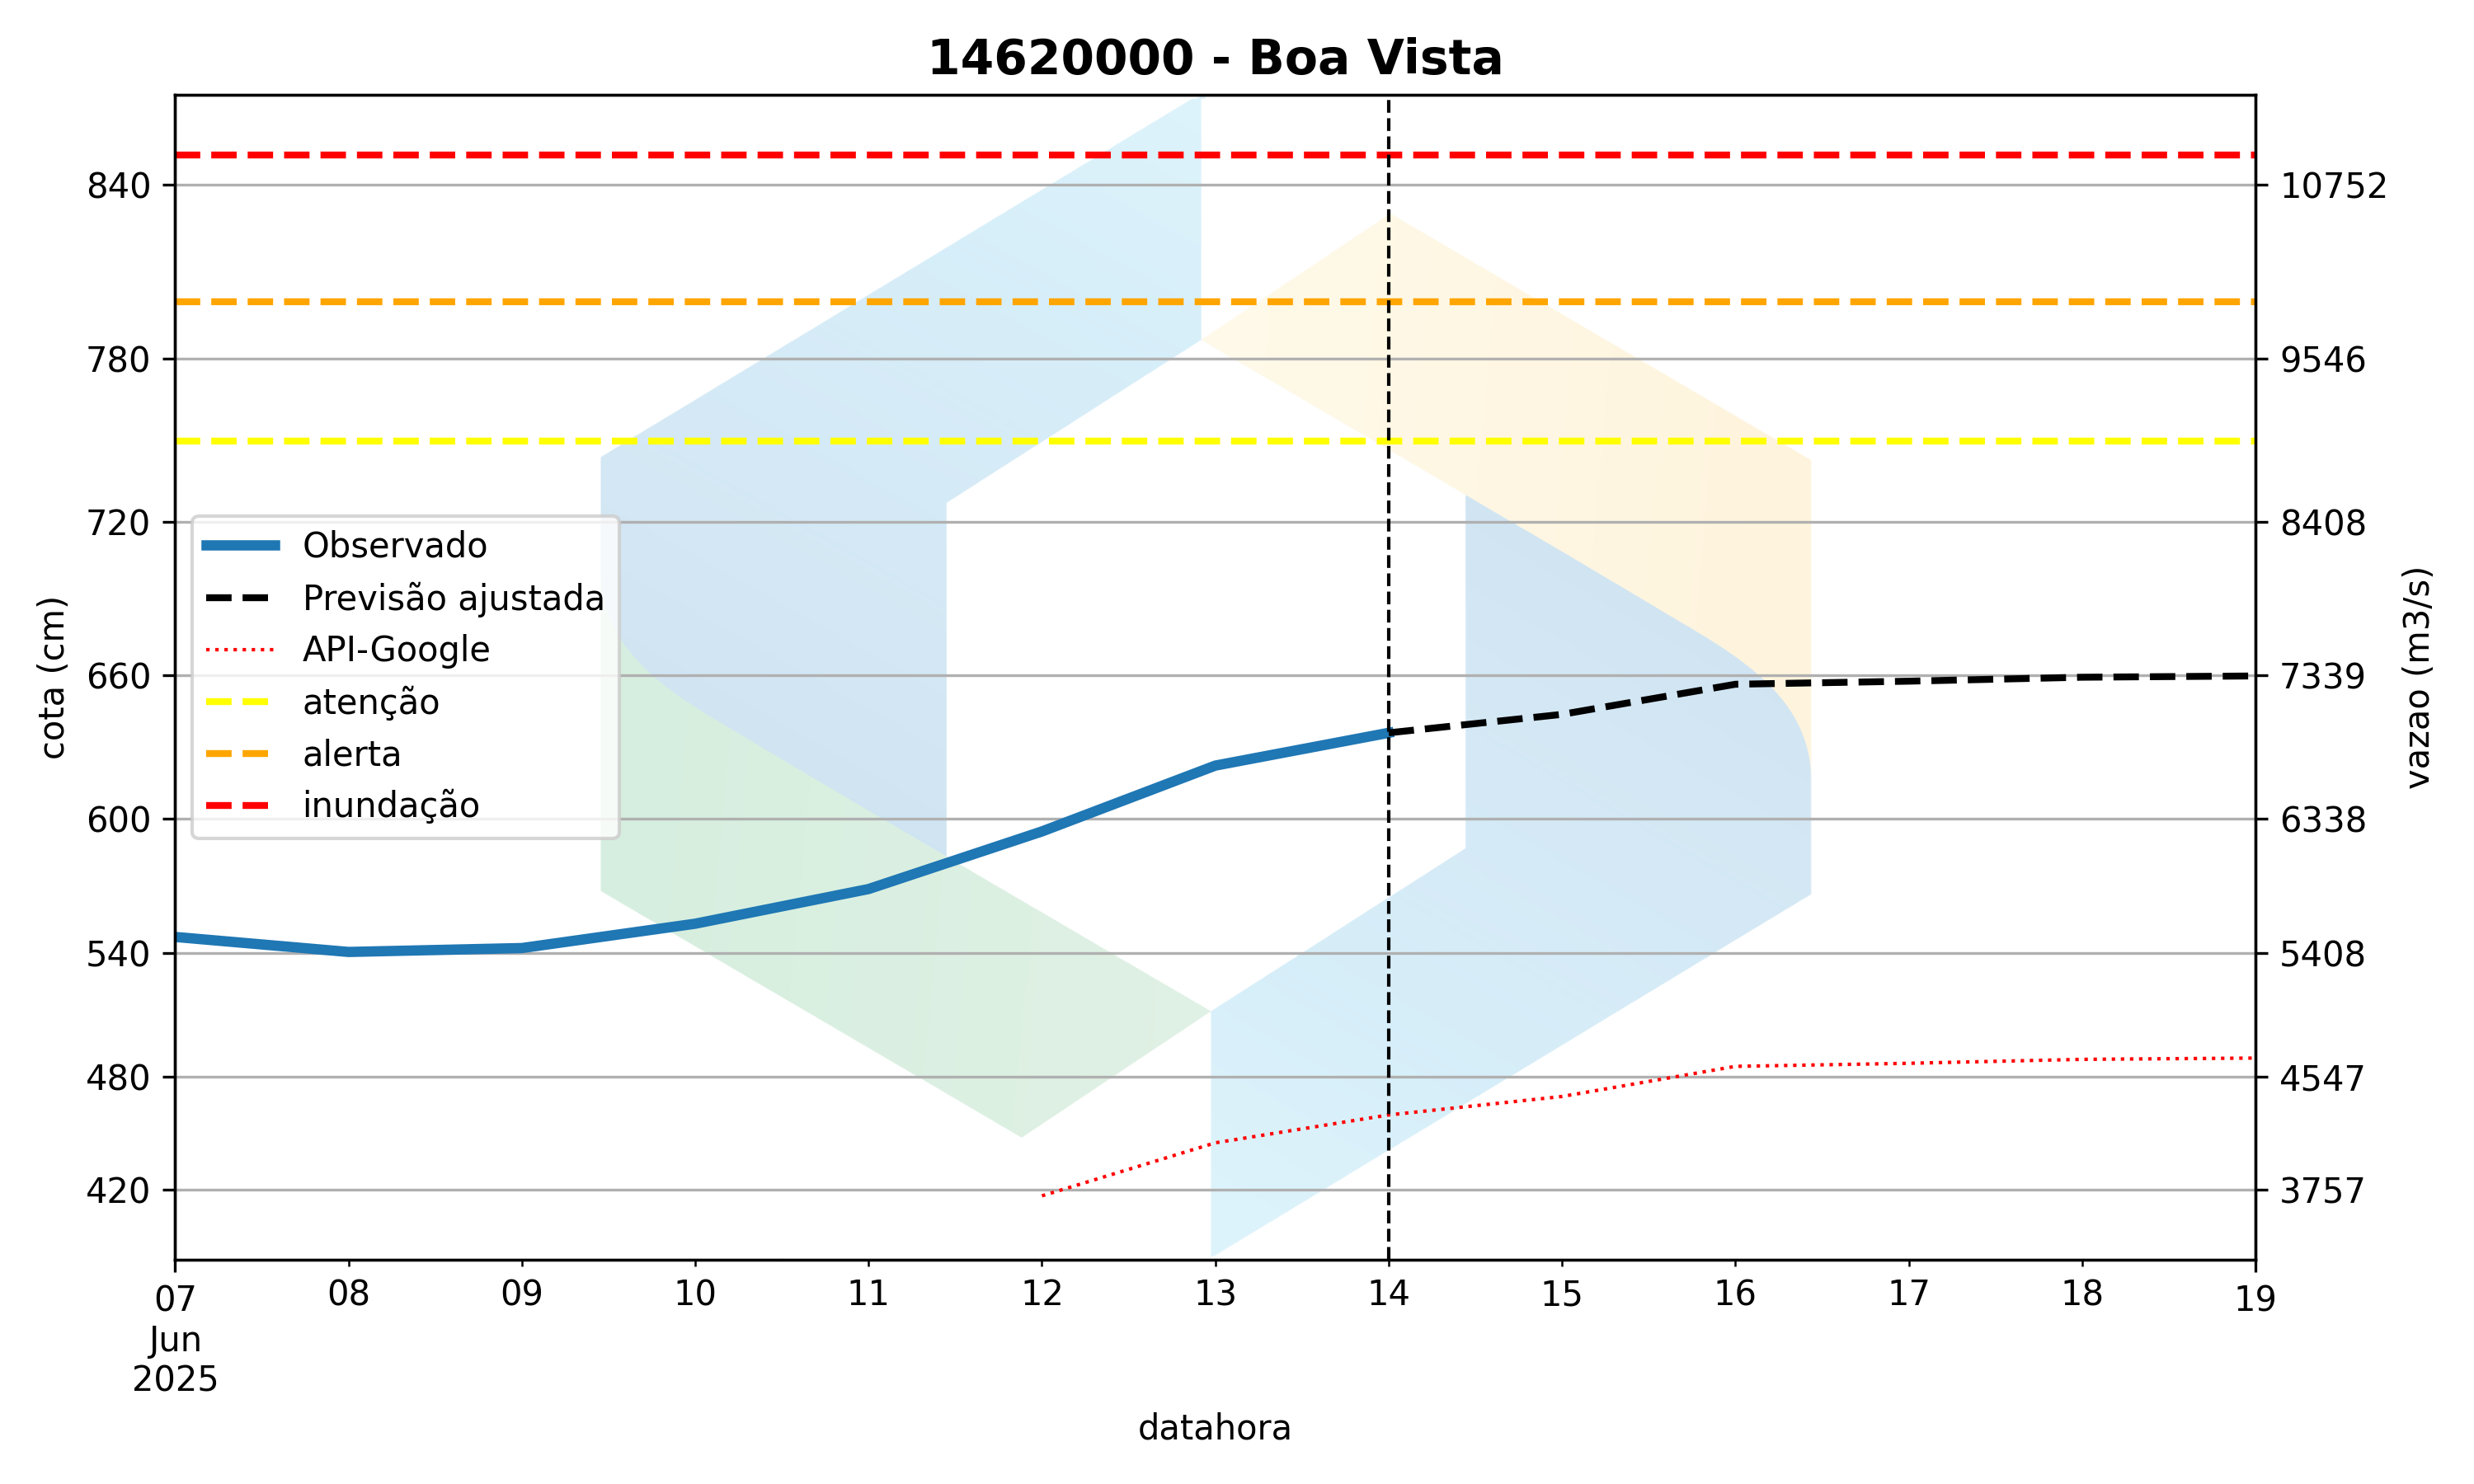 14620000 - Boa Vista
840
780
720
660
600
540
480
420
cota (cm)
10752
9546
8408
7339
6338
5408
4547
3757
vazao (m3/s)
Observado
Previsão ajustada
API-Google
atenção
alerta
inundação
07 08 09 10 11 12 13 14 15 16 17 18 19
Jun
2025
datahora